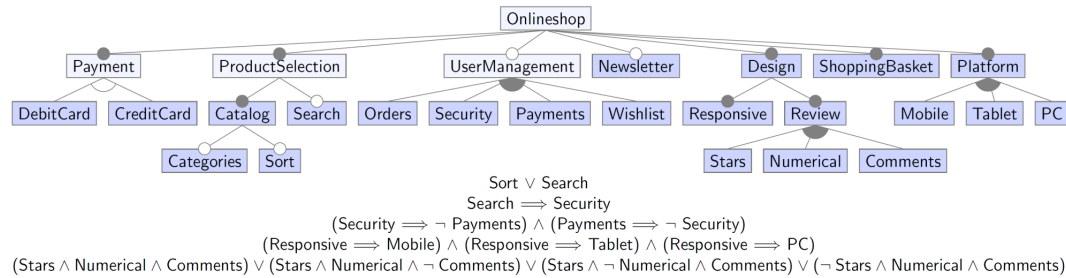 Onlineshop
Payment ProductSelection UserManagement Newsletter Design ShoppingBasket Platform
DebitCard CreditCard Catalog Search Orders Security Payments Wishlist Responsive Review Mobile Tablet PC
Categories Sort Stars Numerical Comments
Sort ∨ Search
Search ⟹ Security
(Security ⟹ ¬ Payments) ∧ (Payments ⟹ ¬ Security)
(Responsive ⟹ Mobile) ∧ (Responsive ⟹ Tablet) ∧ (Responsive ⟹ PC)
(Stars ∧ Numerical ∧ Comments) ∨ (Stars ∧ Numerical ∧ ¬ Comments) ∨ (Stars ∧ ¬ Numerical ∧ Comments) ∨ (¬ Stars ∧ Numerical ∧ Comments)